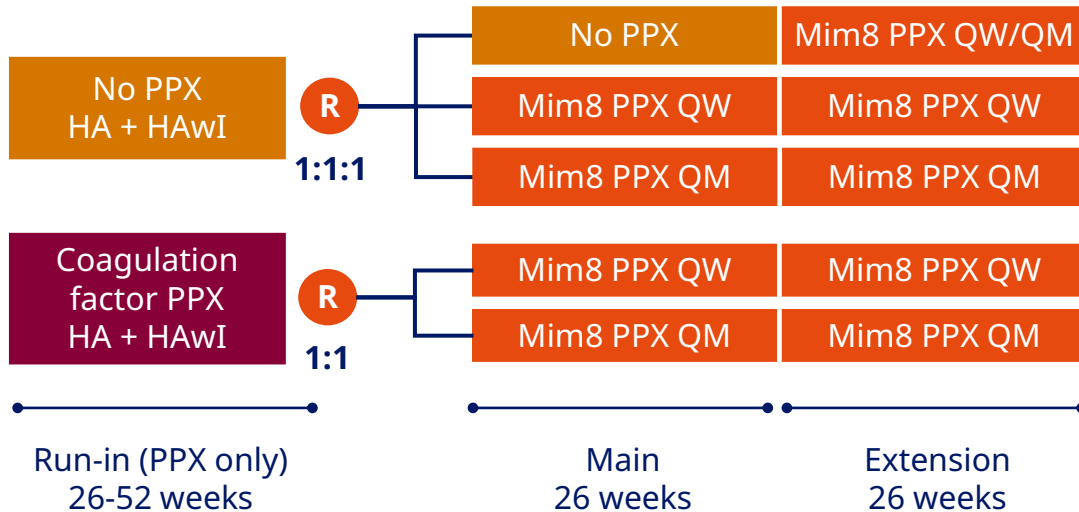 No PPX
HA + HAwI
R
1:1:1
No PPX
Mim8 PPX QW/QM
Mim8 PPX QW
Mim8 PPX QW
Mim8 PPX QM
Mim8 PPX QM
Coagulation
factor PPX
HA + HAwI
R
1:1
Mim8 PPX QW
Mim8 PPX QW
Mim8 PPX QM
Mim8 PPX QM
Run-in (PPX only)
26-52 weeks
Main
26 weeks
Extension
26 weeks